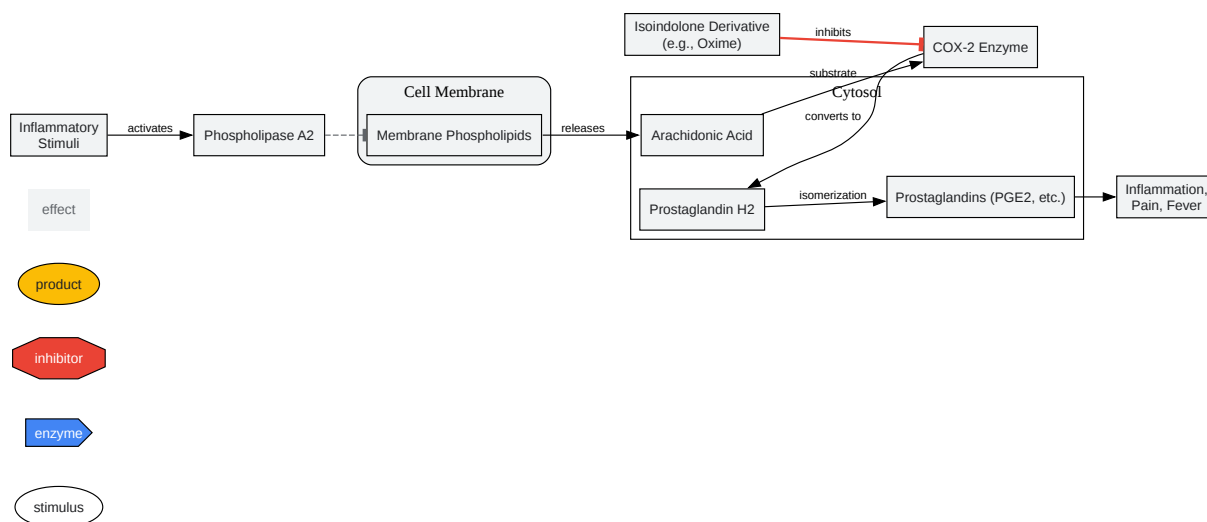 Isoindolone Derivative
(e.g., Oxime)
inhibits
COX-2 Enzyme
substrate
Cell Membrane
Cytosol
converts to
Inflammatory
Stimuli
activates
Phospholipase A2
Membrane Phospholipids
releases
Arachidonic Acid
Prostaglandin H2
isomerization
Prostaglandins (PGE2, etc.)
Inflammation,
Pain, Fever
effect
product
inhibitor
enzyme
stimulus